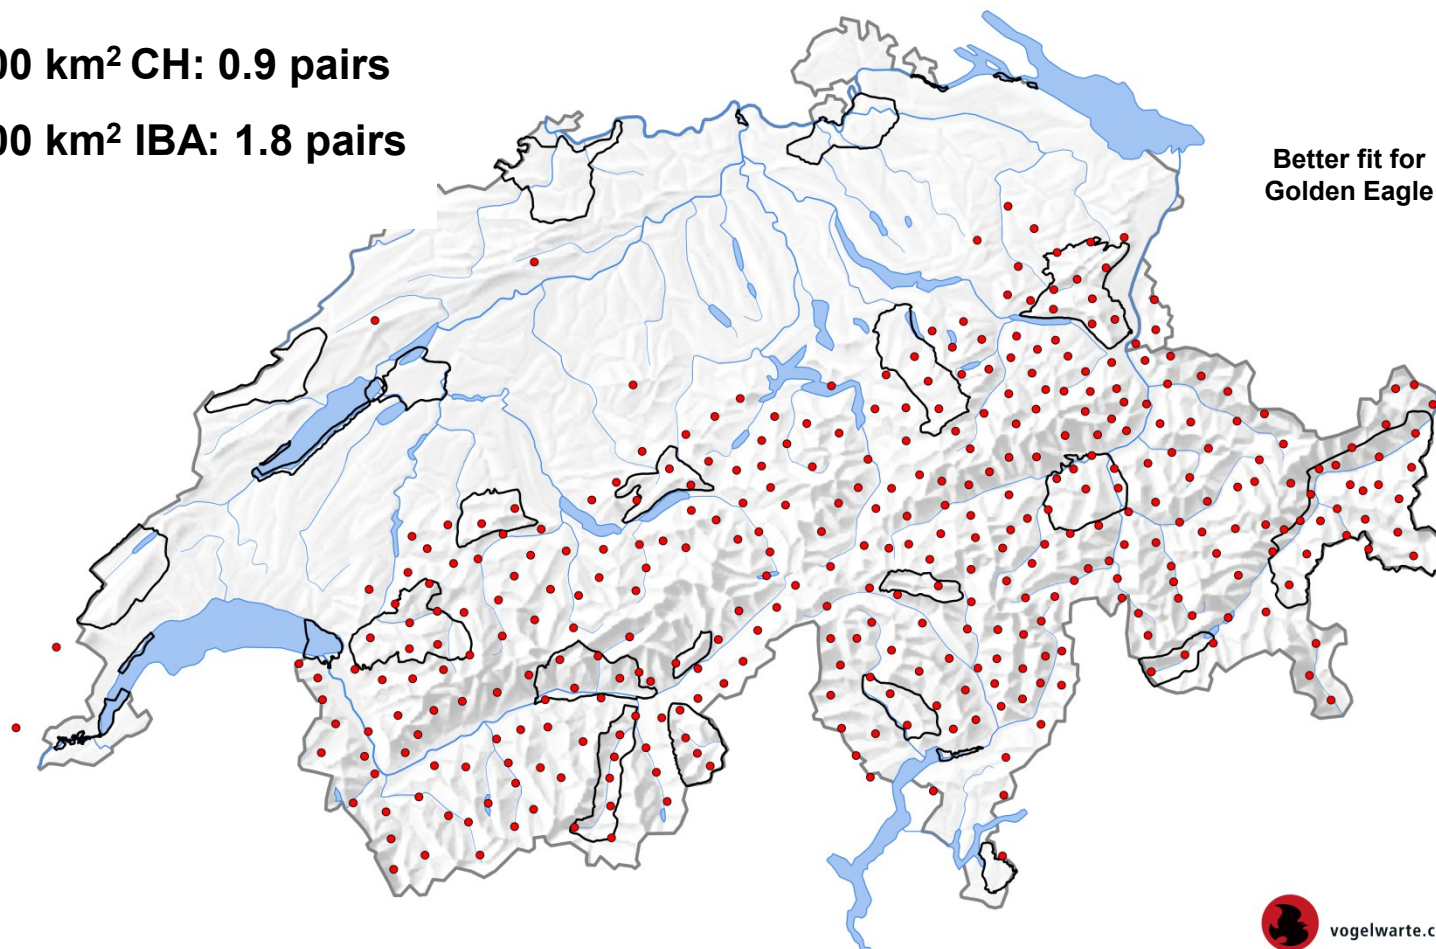 00 km² CH: 0.9 pairs
00 km² IBA: 1.8 pairs
Better fit for
Golden Eagle
vogelwarte.c